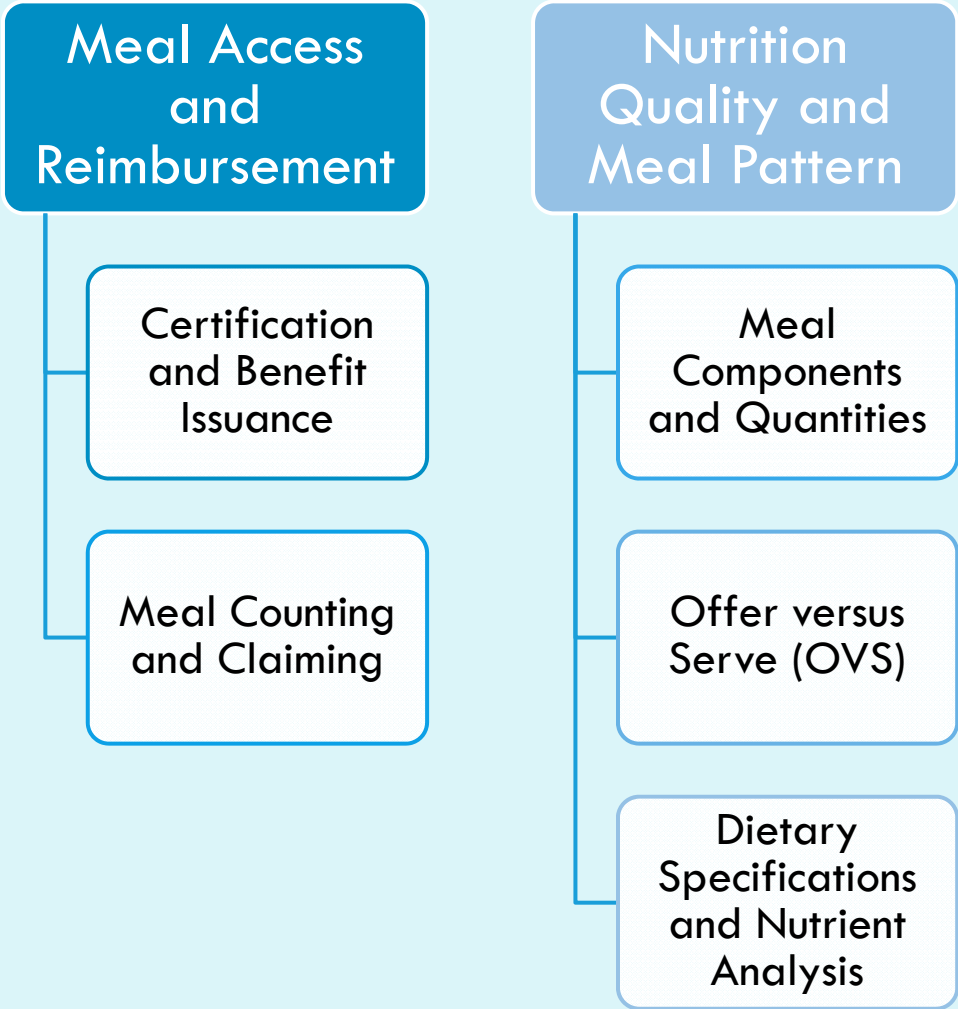 Meal Access
and
Reimbursement
Certification
and Benefit
Issuance
Meal Counting
and Claiming
Nutrition
Quality and
Meal Pattern
Meal
Components
and Quantities
Offer versus
Serve (OVS)
Dietary
Specifications
and Nutrient
Analysis